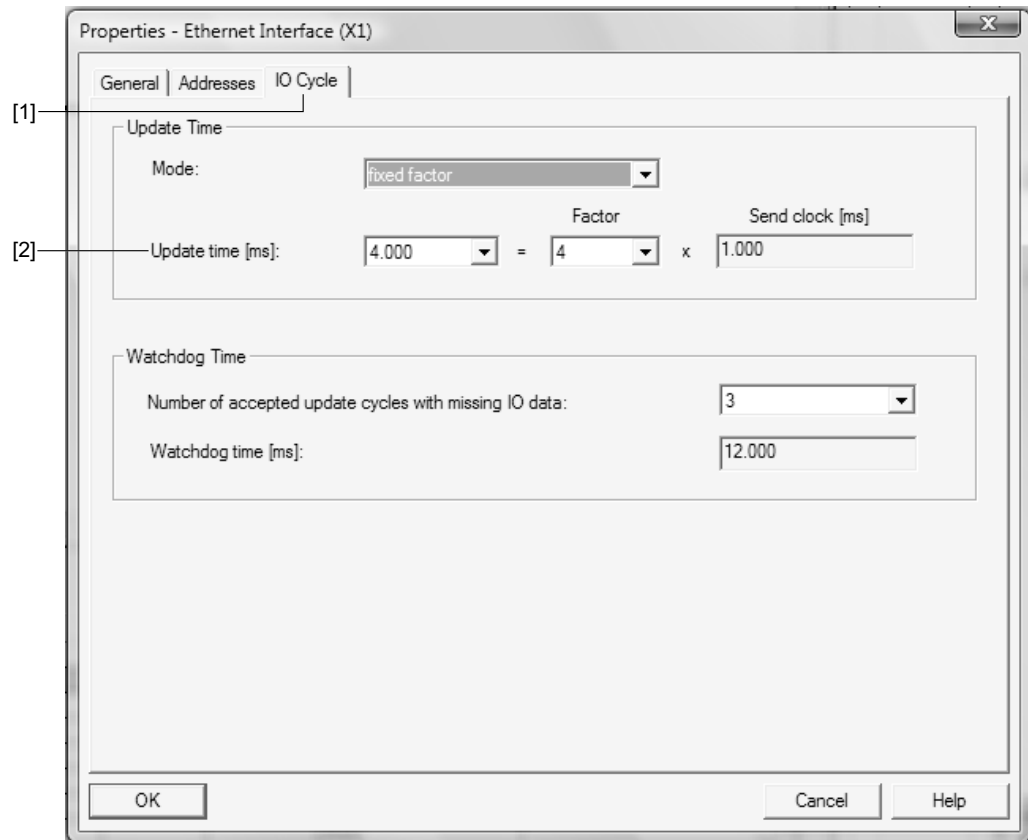 Properties - Ethernet Interface (X1)
X
General Addresses IO Cycle
[1]
Update Time
Mode: fixed factor
Factor Send clock [ms]
[2] Update time [ms]: 4.000 = 4 x 1.000
Watchdog Time
Number of accepted update cycles with missing IO data: 3
Watchdog time [ms]: 12.000
OK Cancel Help